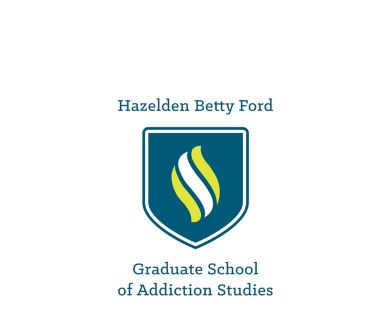 Hazelden Betty Ford
Graduate School
of Addiction Studies